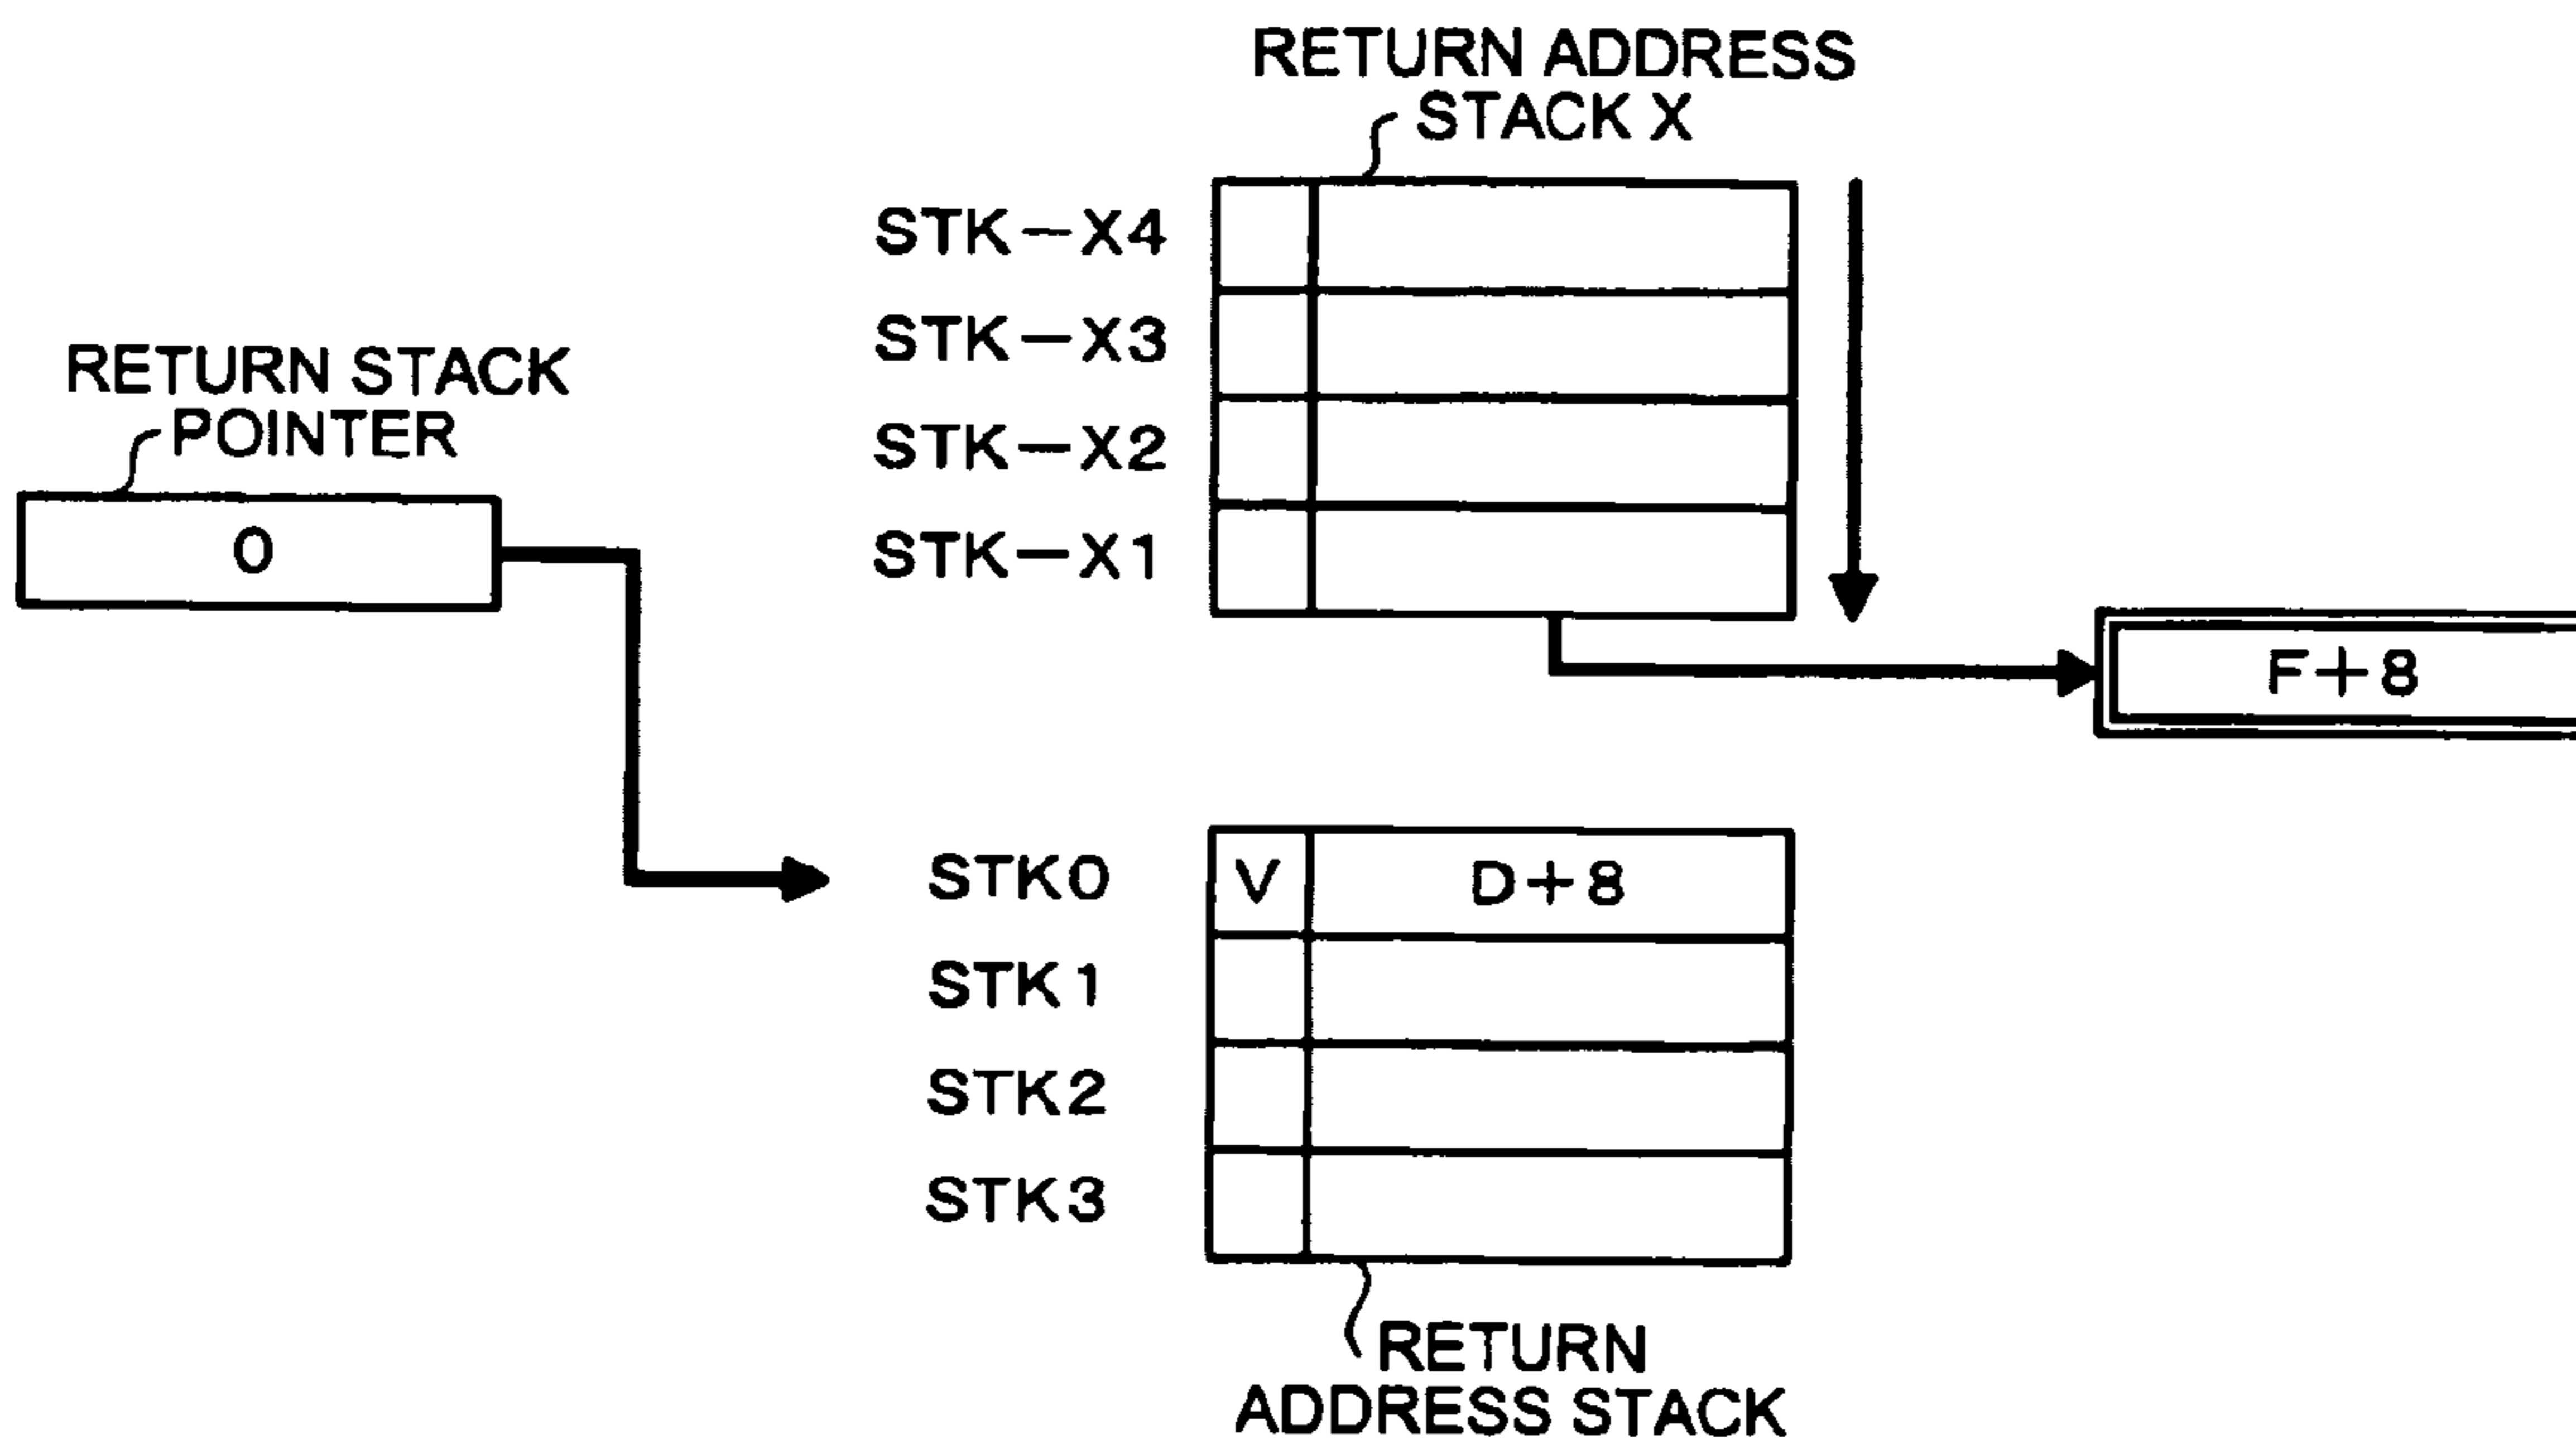 RETURN ADDRESS
STACK X
STK-X4
STK-X3
RETURN STACK
POINTER
STK-X2
0
STK-X1
F+8
STK0 V D+8
STK1
STK2
STK3
RETURN
ADDRESS STACK